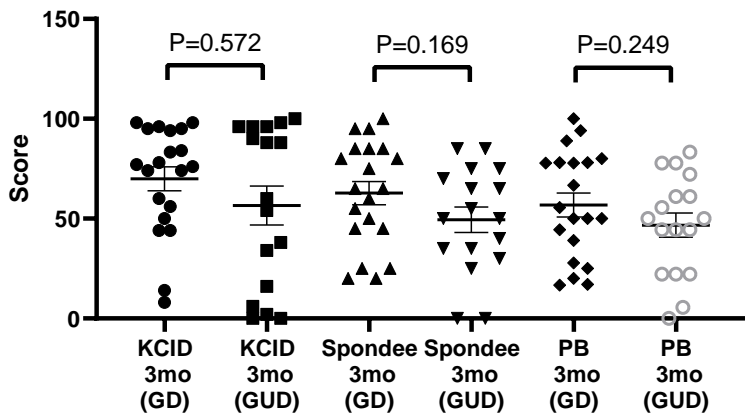 150
P=0.572
P=0.169
P=0.249
100
Score
50
0
KCID
3mo
(GD)
KCID
3mo
(GUD)
Spondee
3mo
(GD)
Spondee
3mo
(GUD)
PB
3mo
(GD)
PB
3mo
(GUD)